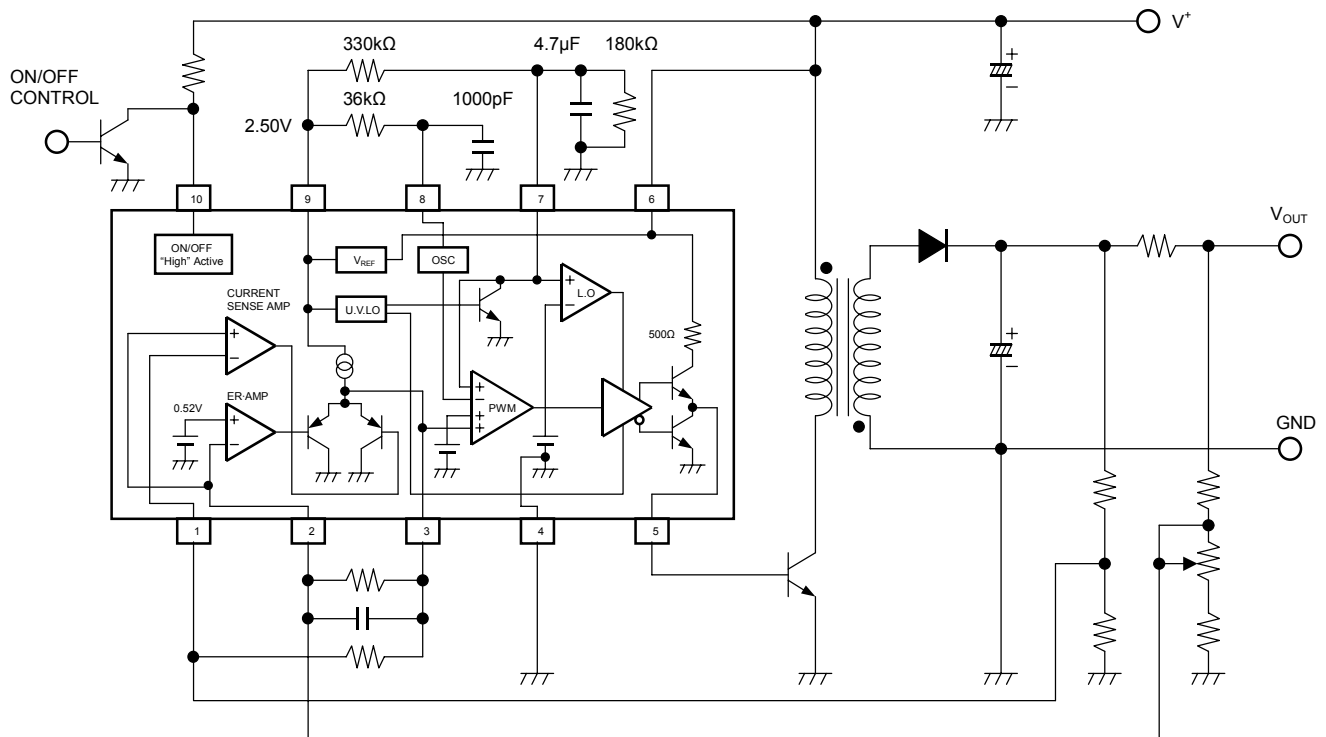 V+
330kΩ
4.7µF
180kΩ
ON/OFF
CONTROL
36kΩ
1000pF
2.50V
10
9
8
7
6
ON/OFF
"High" Active
VREF
OSC
VOUT
CURRENT
SENSE AMP
U.V.LO
+
−
L.O
500Ω
+
−
ER·AMP
0.52V
+
−
+
−
+
+
PWM
GND
1
2
3
4
5
+
−
+
−